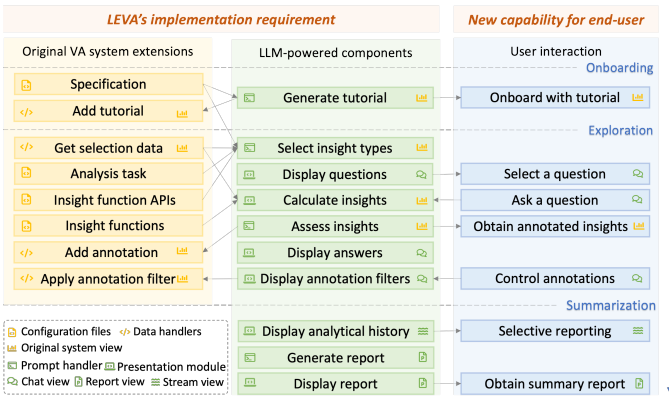 LEVA's implementation requirement
New capability for end-user
Original VA system extensions
LLM-powered components
User interaction
Onboarding
Specification
Add tutorial
Generate tutorial
Onboard with tutorial
Exploration
Get selection data
Select insight types
Analysis task
Display questions
Select a question
Insight function APIs
Calculate insights
Ask a question
Insight functions
Assess insights
Obtain annotated insights
Add annotation
Display answers
Apply annotation filter
Display annotation filters
Control annotations
Summarization
Display analytical history
Selective reporting
Generate report
Display report
Obtain summary report
Configuration files
Data handlers
Original system view
Prompt handler
Presentation module
Chat view
Report view
Stream view